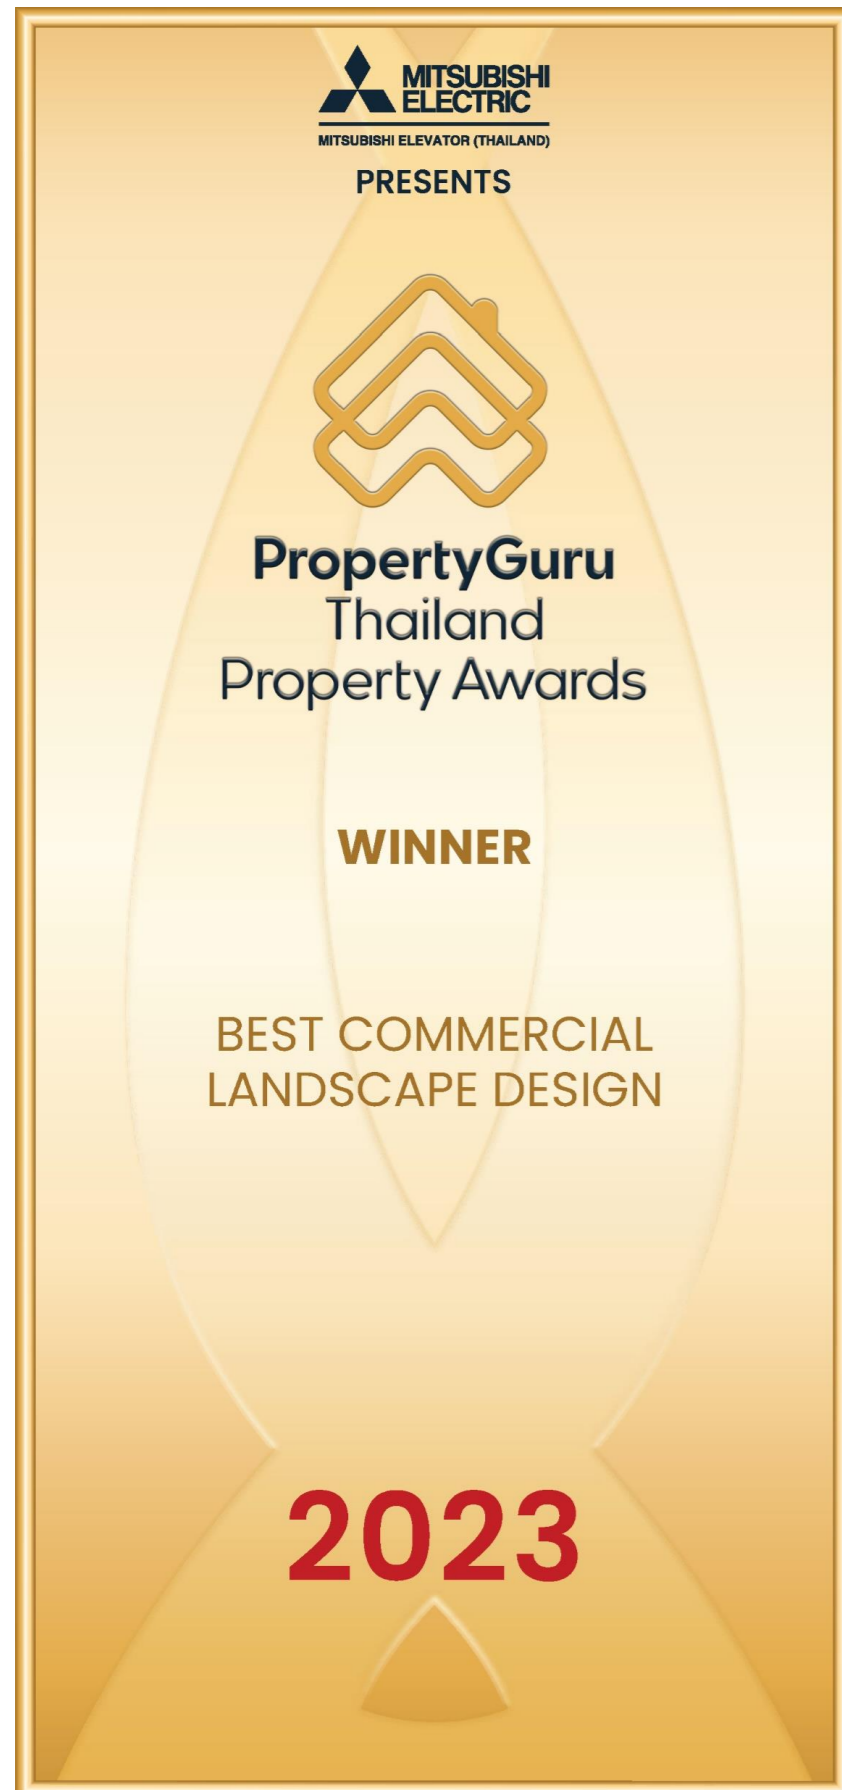 MITSUBISHI
ELECTRIC
MITSUBISHI ELEVATOR (THAILAND)
PRESENTS
PropertyGuru
Thailand
Property Awards
WINNER
BEST COMMERCIAL
LANDSCAPE DESIGN
2023